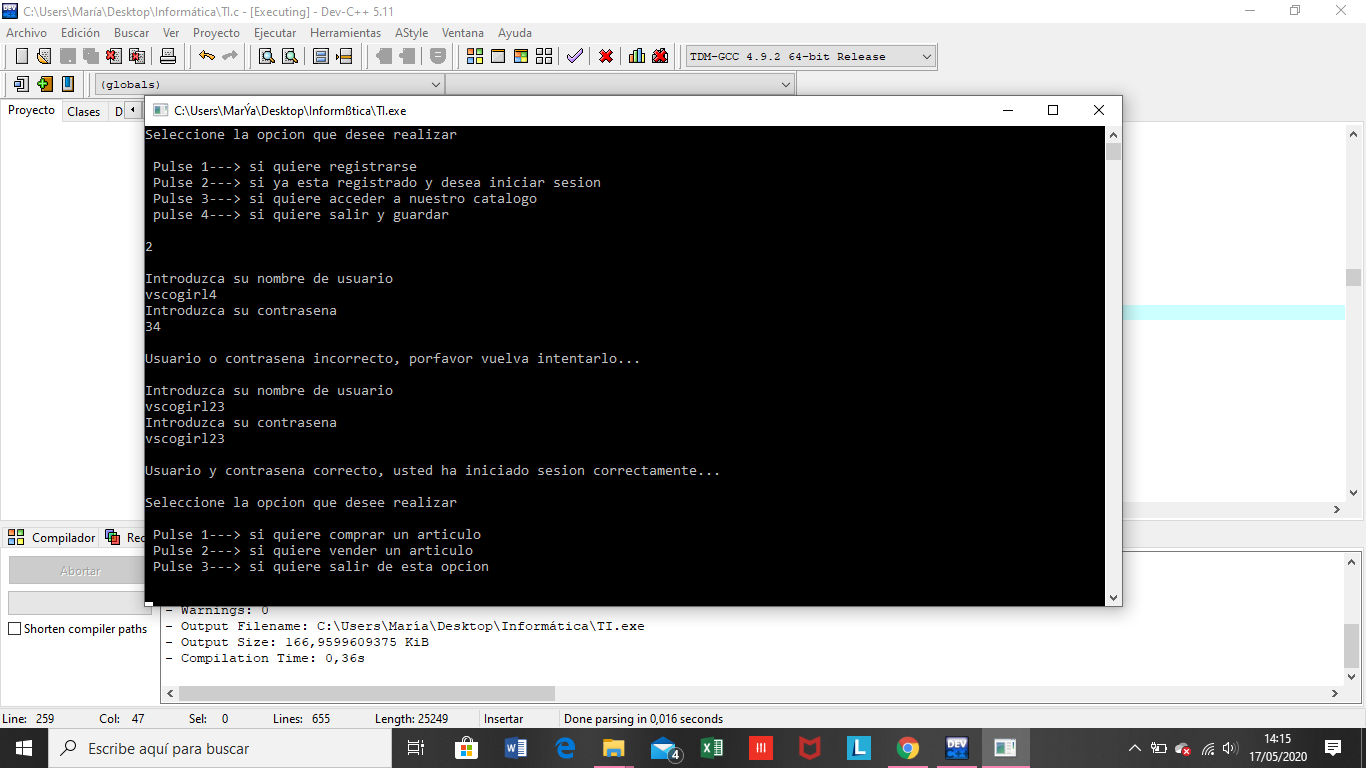 C:\Users\María\Desktop\Informática\TI.c - [Executing] - Dev-C++ 5.11
Archivo Edición Buscar Ver Proyecto Ejecutar Herramientas AStyle Ventana Ayuda
TDM-GCC 4.9.2 64-bit Release
(globals)
Proyecto Clases D
C:\Users\MarÝa\Desktop\Informßtica\TI.exe
Seleccione la opcion que desee realizar
Pulse 1---> si quiere registrarse
Pulse 2---> si ya esta registrado y desea iniciar sesion
Pulse 3---> si quiere acceder a nuestro catalogo
pulse 4---> si quiere salir y guardar
2
Introduzca su nombre de usuario
vscogirl4
Introduzca su contrasena
34
Usuario o contrasena incorrecto, porfavor vuelva intentarlo...
Introduzca su nombre de usuario
vscogirl23
Introduzca su contrasena
vscogirl23
Usuario y contrasena correcto, usted ha iniciado sesion correctamente...
Seleccione la opcion que desee realizar
Pulse 1---> si quiere comprar un articulo
Pulse 2---> si quiere vender un articulo
Pulse 3---> si quiere salir de esta opcion
Compilador Rec
Abortar
Shorten compiler paths
- Warnings: 0
- Output Filename: C:\Users\María\Desktop\Informática\TI.exe
- Output Size: 166,9599609375 KiB
- Compilation Time: 0,36s
Line: 259 Col: 47 Sel: 0 Lines: 655 Length: 25249 Insertar Done parsing in 0,016 seconds
Escribe aquí para buscar
4
L
DEV
14:15
17/05/2020